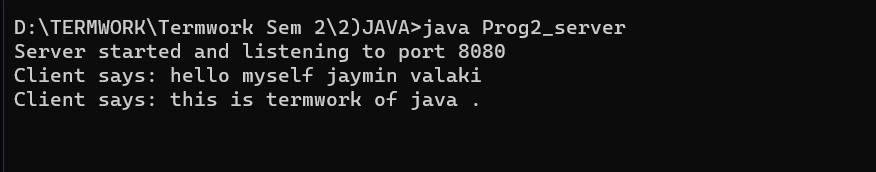 D:\TERMWORK\Termwork Sem 2\2)JAVA>java Prog2_server
Server started and listening to port 8080
Client says: hello myself jaymin valaki
Client says: this is termwork of java .